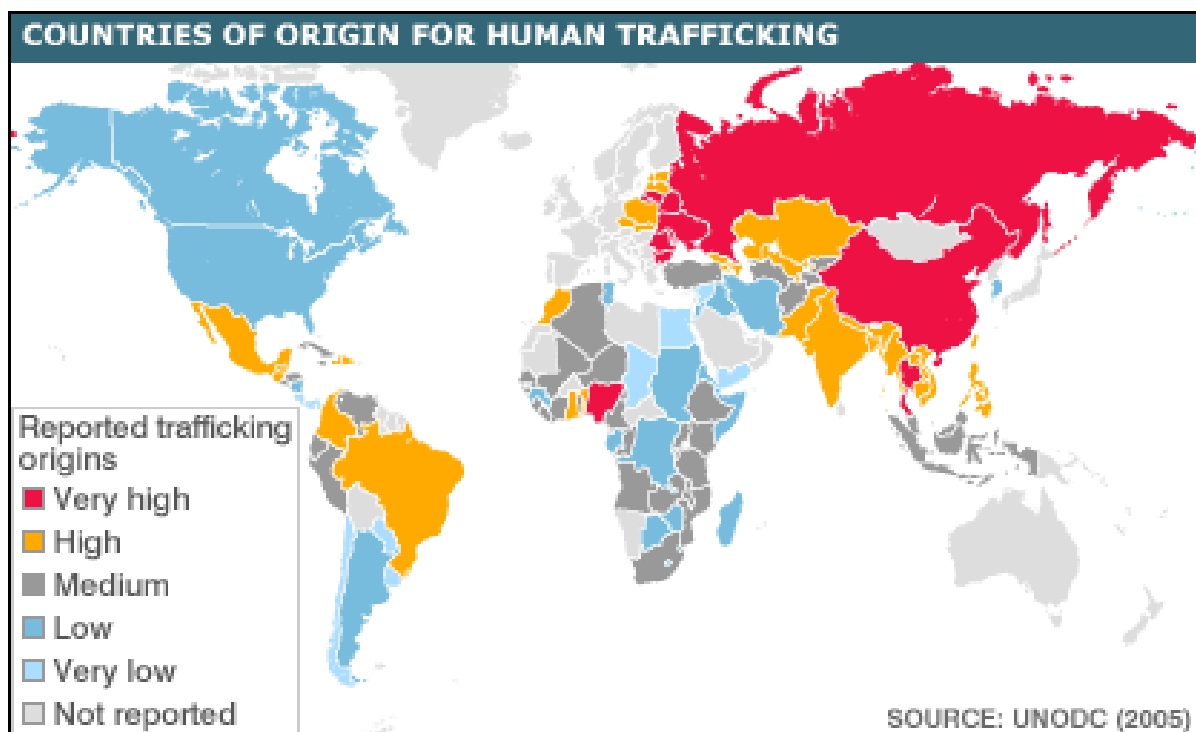 COUNTRIES OF ORIGIN FOR HUMAN TRAFFICKING
Reported trafficking
origins
Very high
High
Medium
Low
Very low
Not reported
SOURCE: UNODC (2005)